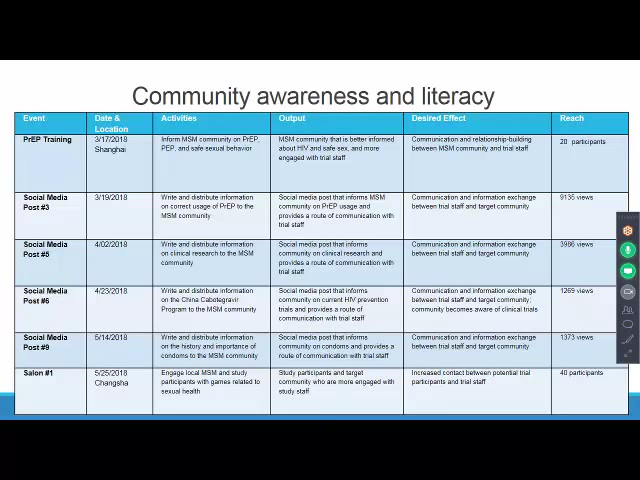 Community awareness and literacy
Event
Date &
Location
Activities
Output
Desired Effect
Reach
PrEP Training
3/17/2018
Shanghai
Inform MSM community on PrEP,
PEP, and safe sexual behavior
MSM community that is better informed
about HIV and safe sex, and more
engaged with trial staff
Communication and relationship-building
between MSM community and trial staff
20 participants
Social Media
Post #3
3/19/2018
Write and distribute information
on correct usage of PrEP to the
MSM community
Social media post that informs MSM
community on PrEP usage and
provides a route of communication with
trial staff
Communication and information exchange
between trial staff and target community
9135 views
Social Media
Post #5
4/02/2018
Write and distribute information
on clinical research to the MSM
community
Social media post that informs
community on clinical research and
provides a route of communication with
trial staff
Communication and information exchange
between trial staff and target community
3986 views
Social Media
Post #6
4/23/2018
Write and distribute information
on the China Cabotegravir
Program to the MSM community
Social media post that informs
community on current HIV prevention
trials and provides a route of
communication with trial staff
Communication and information exchange
between trial staff and target community;
community becomes aware of clinical trials
1269 views
Social Media
Post #9
5/14/2018
Write and distribute information
on the history and importance of
condoms to the MSM community
Social media post that informs
community on condoms and provides a
route of communication with trial staff
Communication and information exchange
between trial staff and target community
1373 views
Salon #1
5/25/2018
Changsha
Engage local MSM and study
participants with games related to
sexual health
Study participants and target
community who are more engaged with
study staff
Increased contact between potential trial
participants and trial staff
40 participants